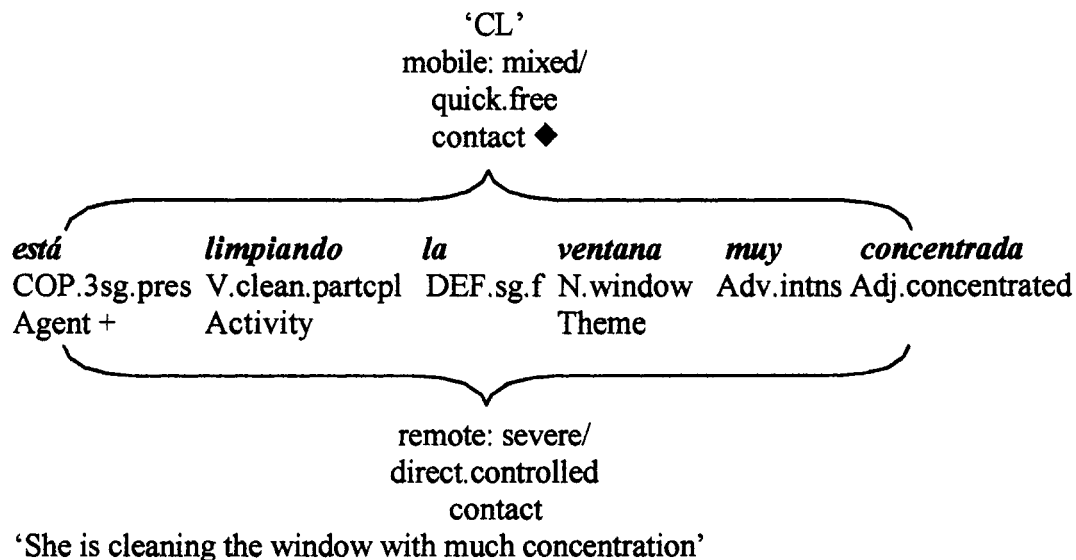 ‘CL’
mobile: mixed/
quick.free
contact ◆
está limpiando la ventana muy concentrada
COP.3sg.pres V.clean.partcpl DEF.sg.f N.window Adv.intns Adj.concentrated
Agent + Activity Theme
remote: severe/
direct.controlled
contact
‘She is cleaning the window with much concentration’